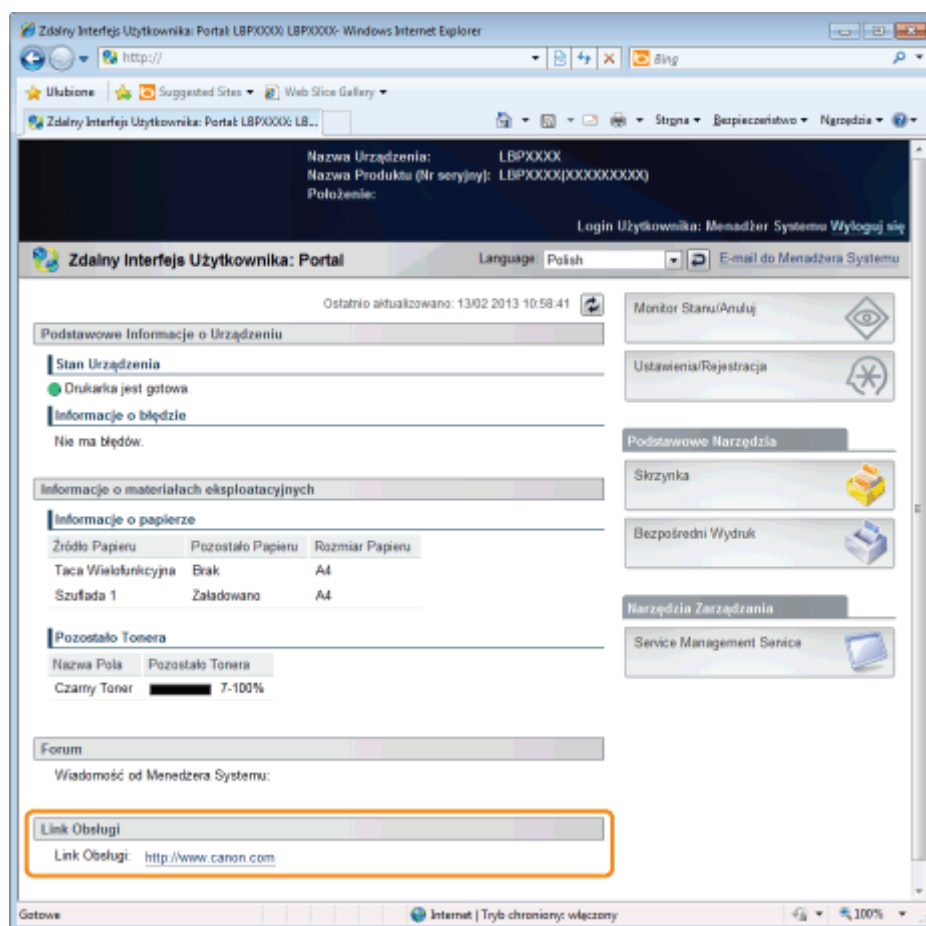 Zdalny Interfejs Użytkownika: Portal: LBPXXXX: LBPXXXX- Windows Internet Explorer
http://
Bing
Ulubione Suggested Sites Web Slice Gallery
Zdalny Interfejs Użytkownika: Portal: LBPXXXX: LB...
Strona Bezpieczeństwo Narzędzia
Nazwa Urządzenia: LBPXXXX
Nazwa Produktu (Nr seryjny): LBPXXXX(XXXXXXXXX)
Położenie:
Login Użytkownika: Menadżer Systemu Wyloguj się
Zdalny Interfejs Użytkownika: Portal
Language: Polish
E-mail do Menadżera Systemu
Ostatnio aktualizowano: 13/02 2013 10:58:41
Podstawowe Informacje o Urządzeniu
Stan Urządzenia
Drukarka jest gotowa.
Informacje o błędzie
Nie ma błędów.
Informacje o materiałach eksploatacyjnych
Informacje o papierze
Źródło Papieru Pozostało Papieru Rozmiar Papieru
Taca Wielofunkcyjna Brak A4
Szuflada 1 Załadowano A4
Pozostało Tonera
Nazwa Pola Pozostało Tonera
Czarny Toner 7-100%
Forum
Wiadomość od Menedżera Systemu:
Link Obsługi
Link Obsługi: http://www.canon.com
Monitor Stanu/Anuluj
Ustawienia/Rejestracja
Podstawowe Narzędzia
Skrzynka
Bezpośredni Wydruk
Narzędzia Zarządzania
Service Management Service
Gotowe
Internet | Tryb chroniony: włączony
100%